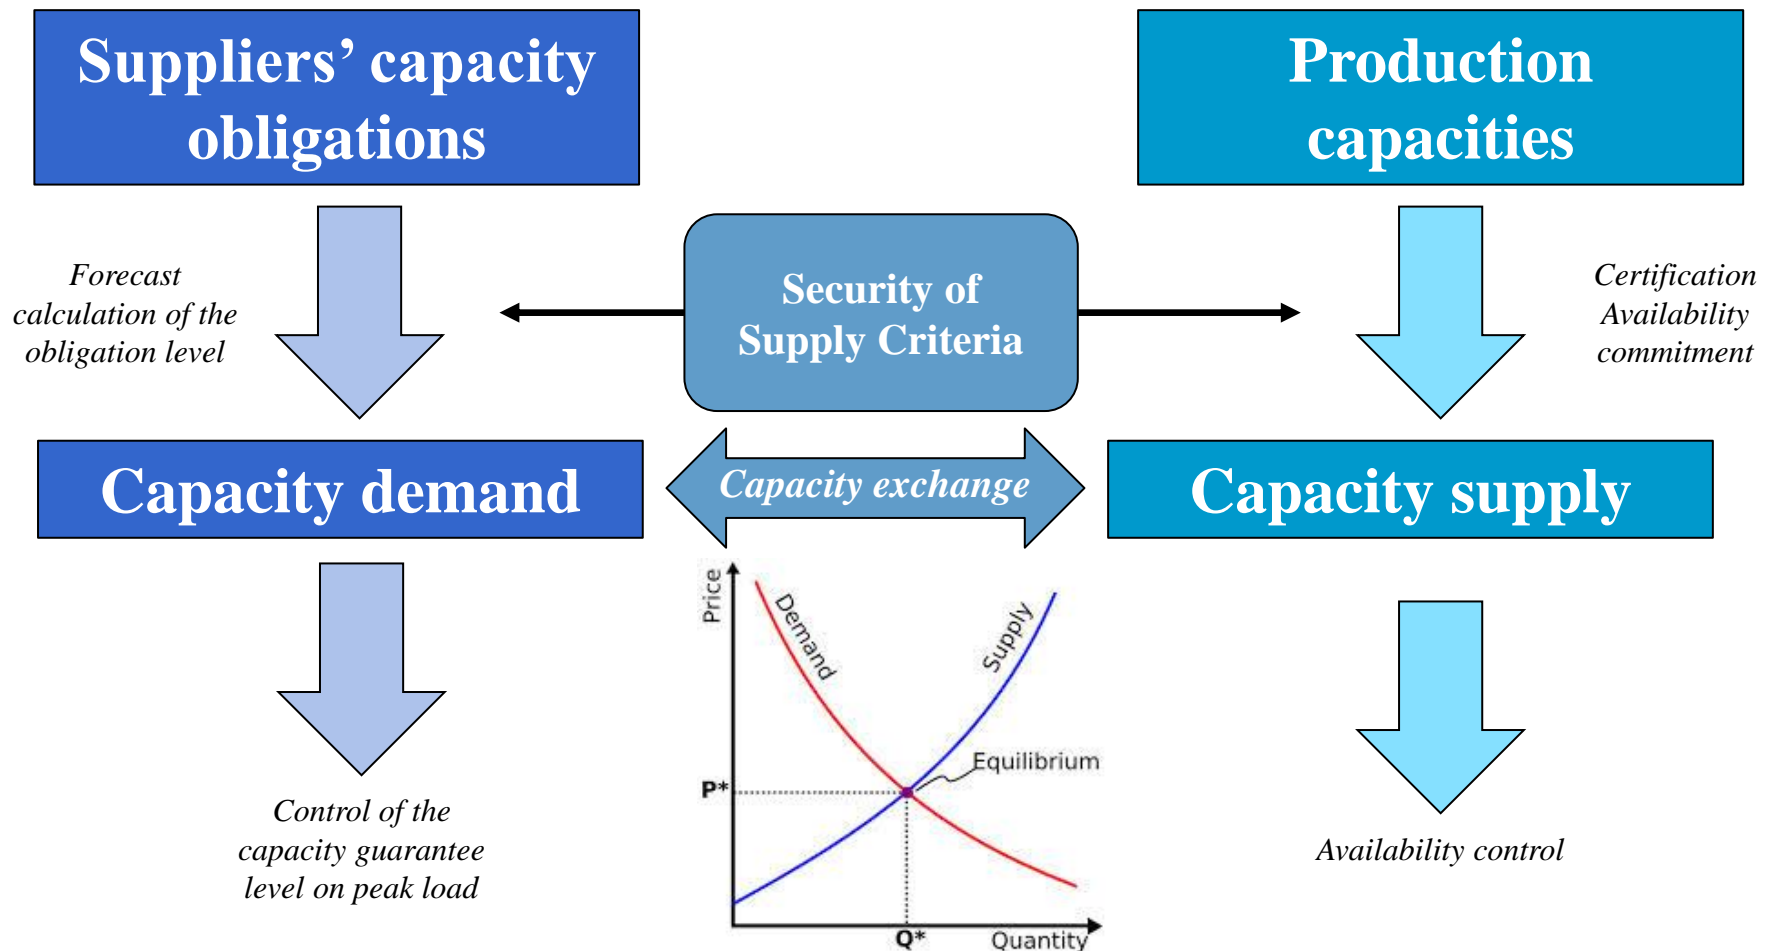 Suppliers’ capacity
obligations
Production
capacities
Forecast
calculation of the
obligation level
Security of
Supply Criteria
Certification
Availability
commitment
Capacity demand
Capacity exchange
Capacity supply
Price
Demand
Supply
Equilibrium
P*
Q*
Quantity
Control of the
capacity guarantee
level on peak load
Availability control